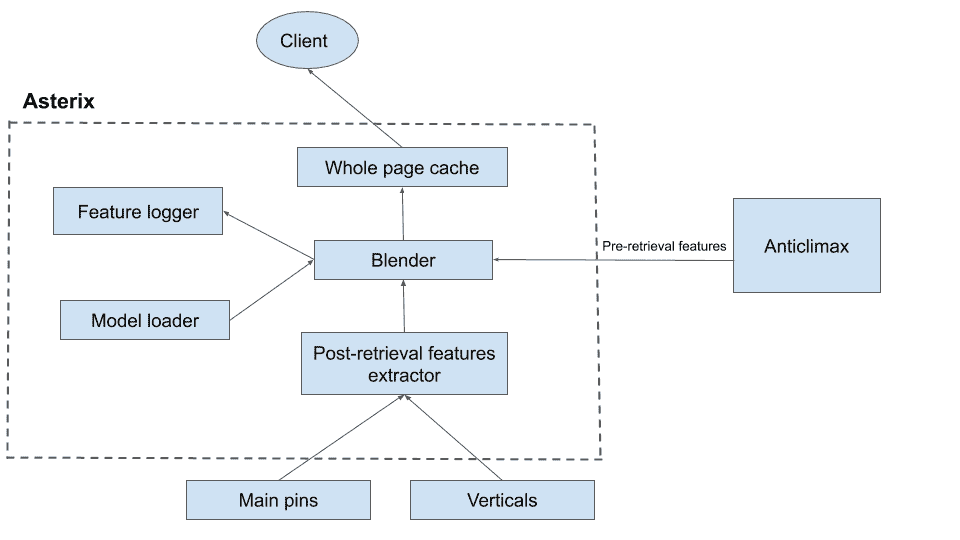 Client
Asterix
Whole page cache
Feature logger
Blender
Pre-retrieval features
Anticlimax
Model loader
Post-retrieval features
extractor
Main pins
Verticals